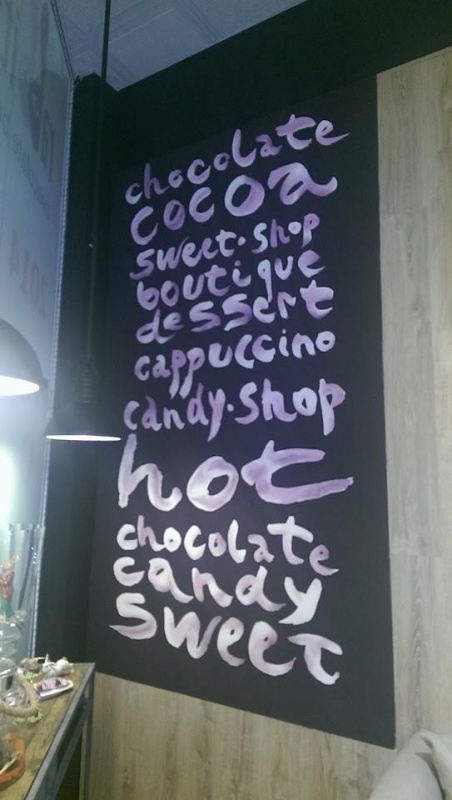 chocolate
cocoa
sweet·shop
boutique
dessert
cappuccino
candy·shop
hot
chocolate
candy
sweet